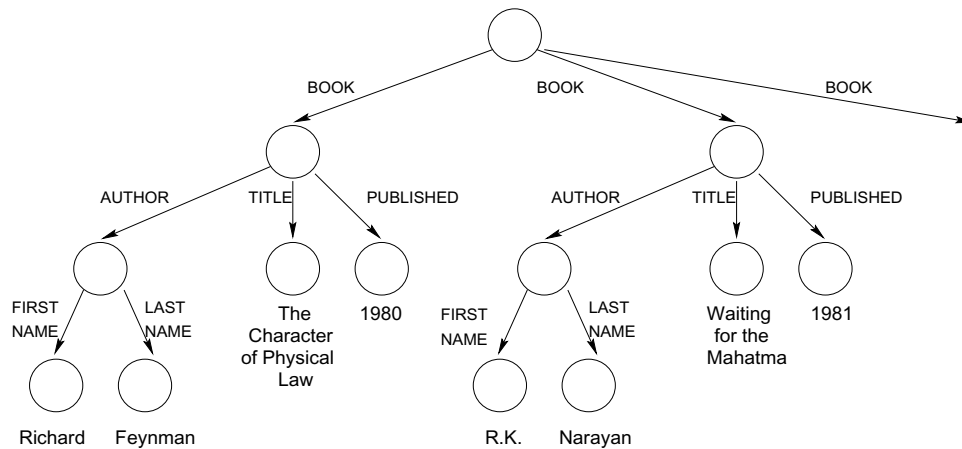 BOOK
BOOK
BOOK
AUTHOR
TITLE
PUBLISHED
AUTHOR
TITLE
PUBLISHED
FIRST
NAME
LAST
NAME
The
Character
of Physical
Law
1980
FIRST
NAME
LAST
NAME
Waiting
for the
Mahatma
1981
Richard
Feynman
R.K.
Narayan